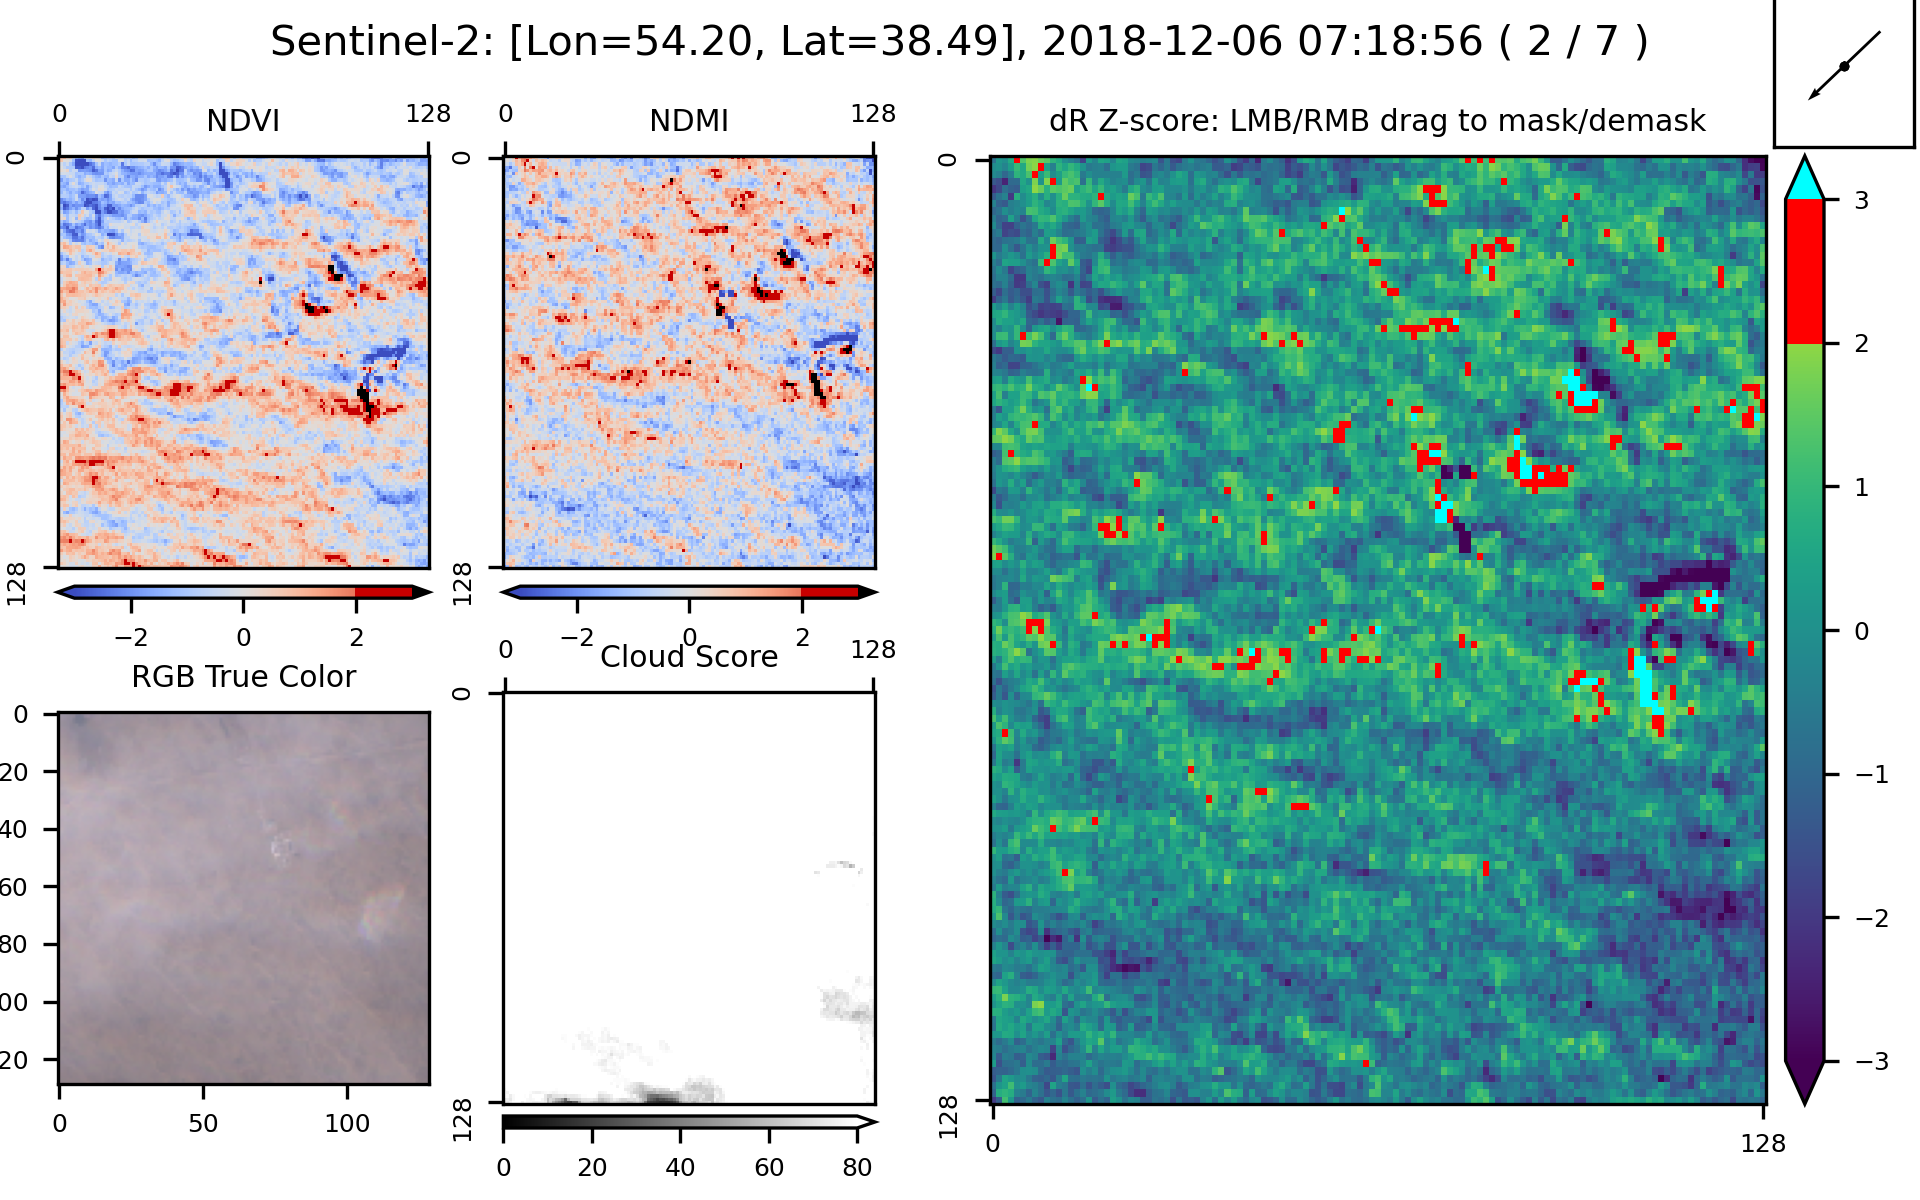 Sentinel-2: [Lon=54.20, Lat=38.49], 2018-12-06 07:18:56 ( 2 / 7 )
0 NDVI 128
0 NDMI 128
dR Z-score: LMB/RMB drag to mask/demask
0
0
0
3
2
1
0
−1
−2
−3
128
128
−2 0 2
−2 0 2
0 Cloud Score 128
RGB True Color
0
0
20
40
60
80
00
20
128
128
0 50 100
0 20 40 60 80
0 128